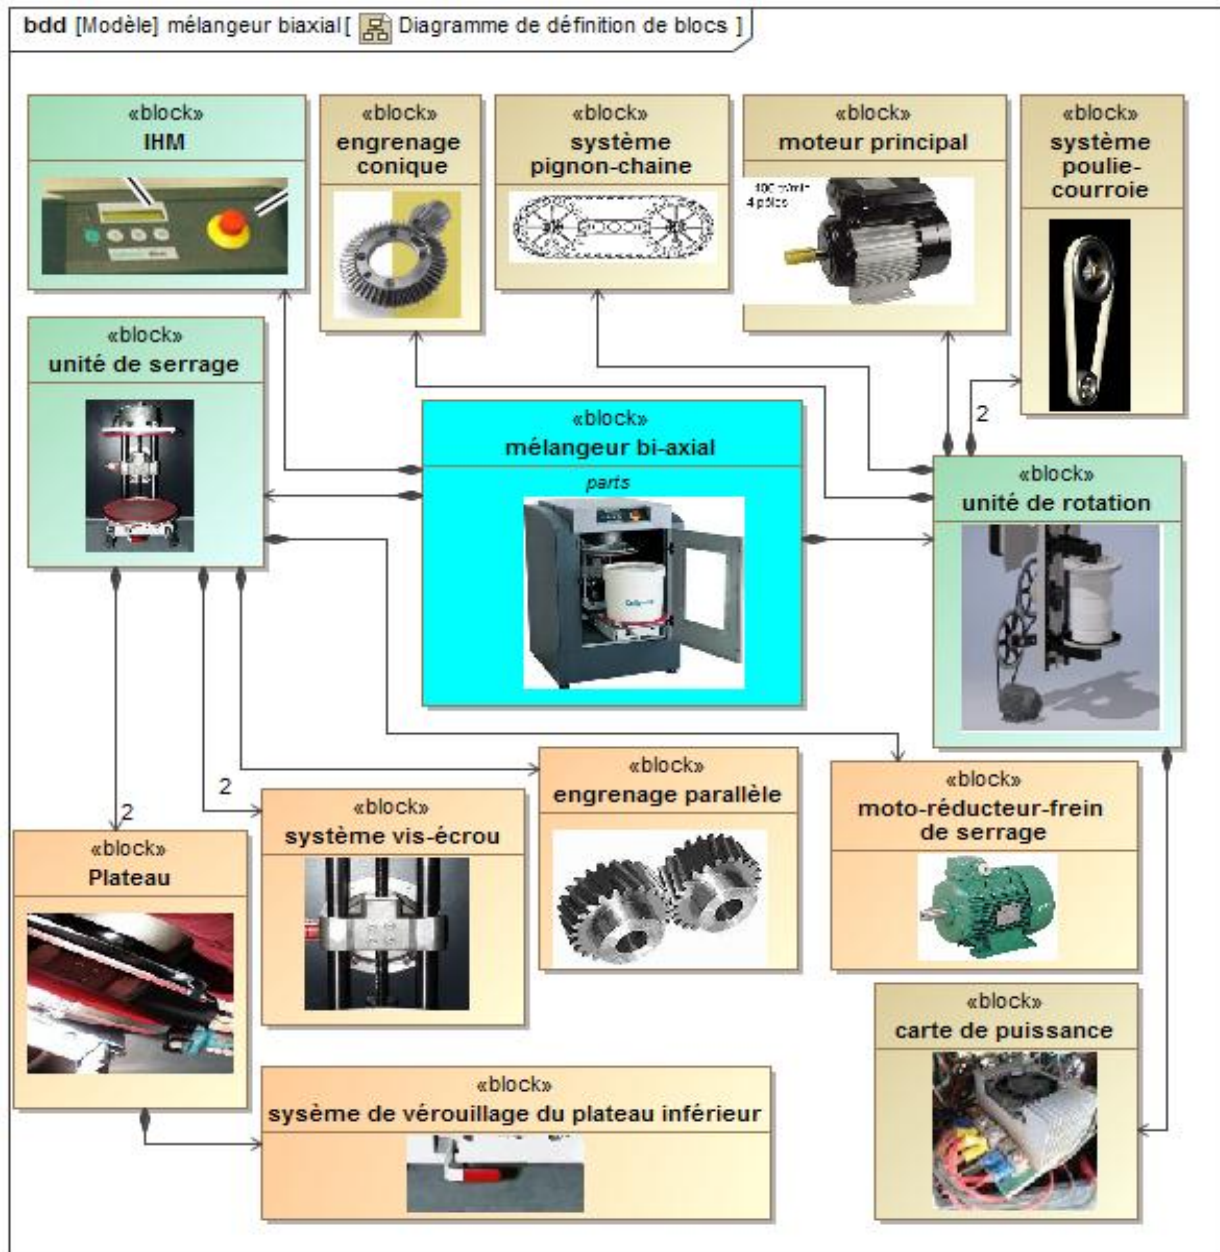 bdd [Modèle] mélangeur biaxial [ Diagramme de définition de blocs ]
«block»
IHM
«block»
engrenage
conique
«block»
système
pignon-chaine
«block»
moteur principal
4 pôles
«block»
système
poulie-
courroie
«block»
unité de serrage
«block»
mélangeur bi-axial
parts
2
«block»
unité de rotation
2
2
«block»
Plateau
«block»
système vis-écrou
«block»
engrenage parallèle
«block»
moto-réducteur-frein
de serrage
«block»
sysème de vérouillage du plateau inférieur
«block»
carte de puissance